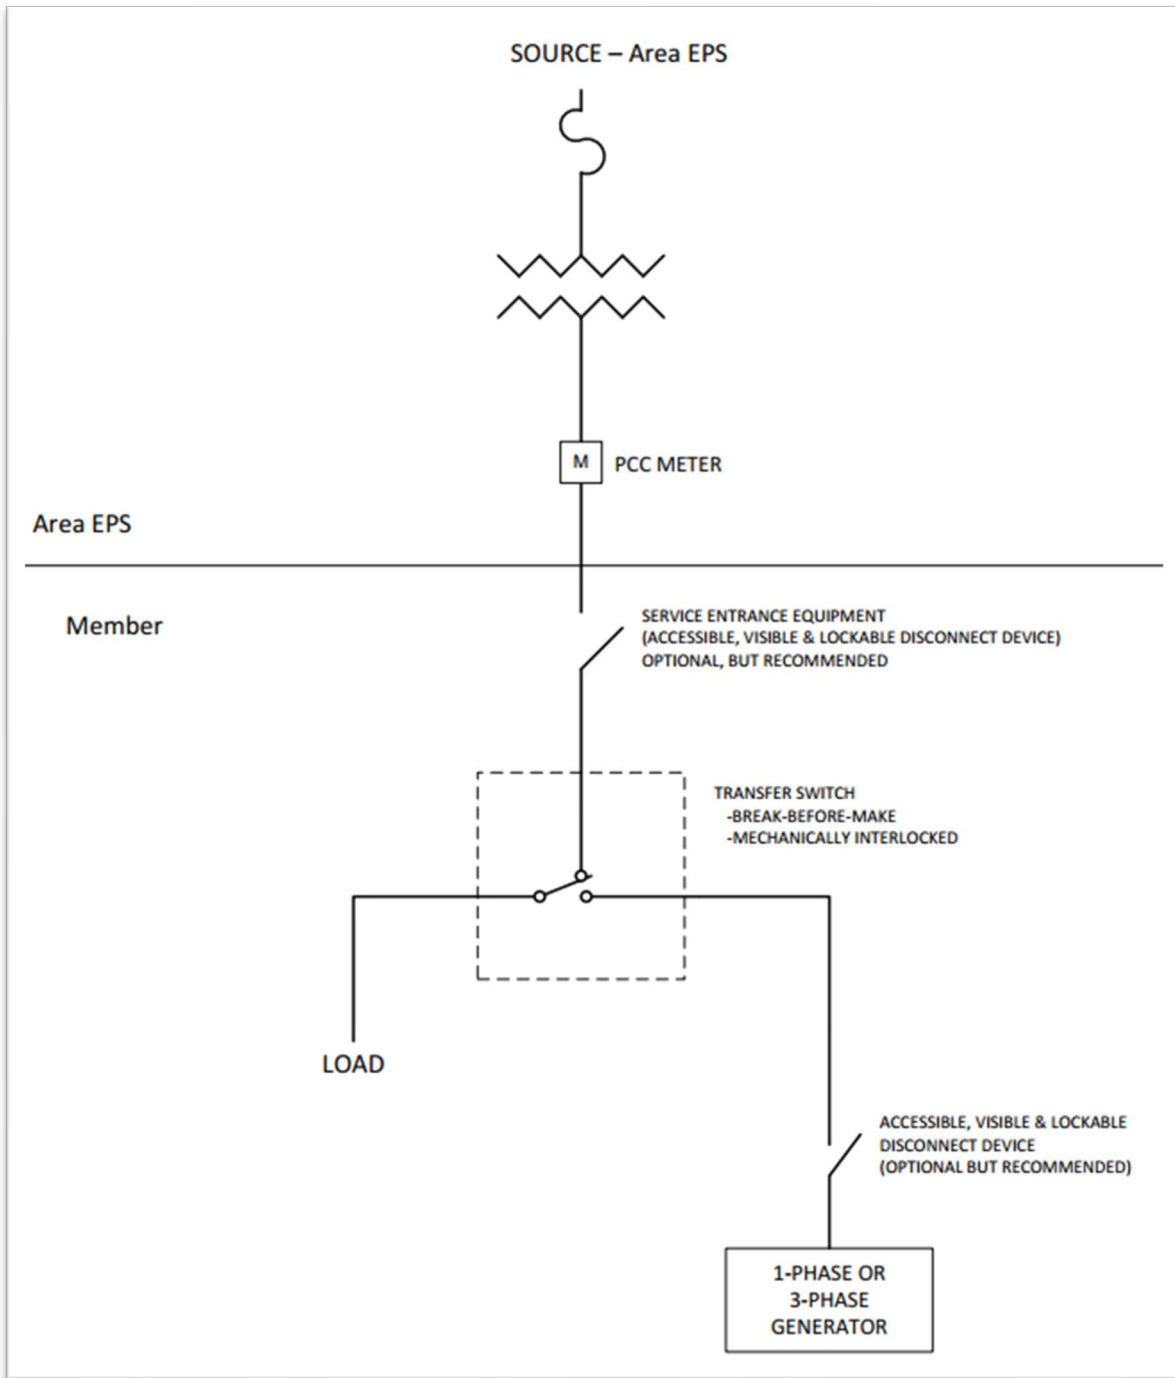 SOURCE – Area EPS
M
PCC METER
Area EPS
Member
SERVICE ENTRANCE EQUIPMENT
(ACCESSIBLE, VISIBLE & LOCKABLE DISCONNECT DEVICE)
OPTIONAL, BUT RECOMMENDED
TRANSFER SWITCH
-BREAK-BEFORE-MAKE
-MECHANICALLY INTERLOCKED
LOAD
ACCESSIBLE, VISIBLE & LOCKABLE
DISCONNECT DEVICE
(OPTIONAL BUT RECOMMENDED)
1-PHASE OR
3-PHASE
GENERATOR